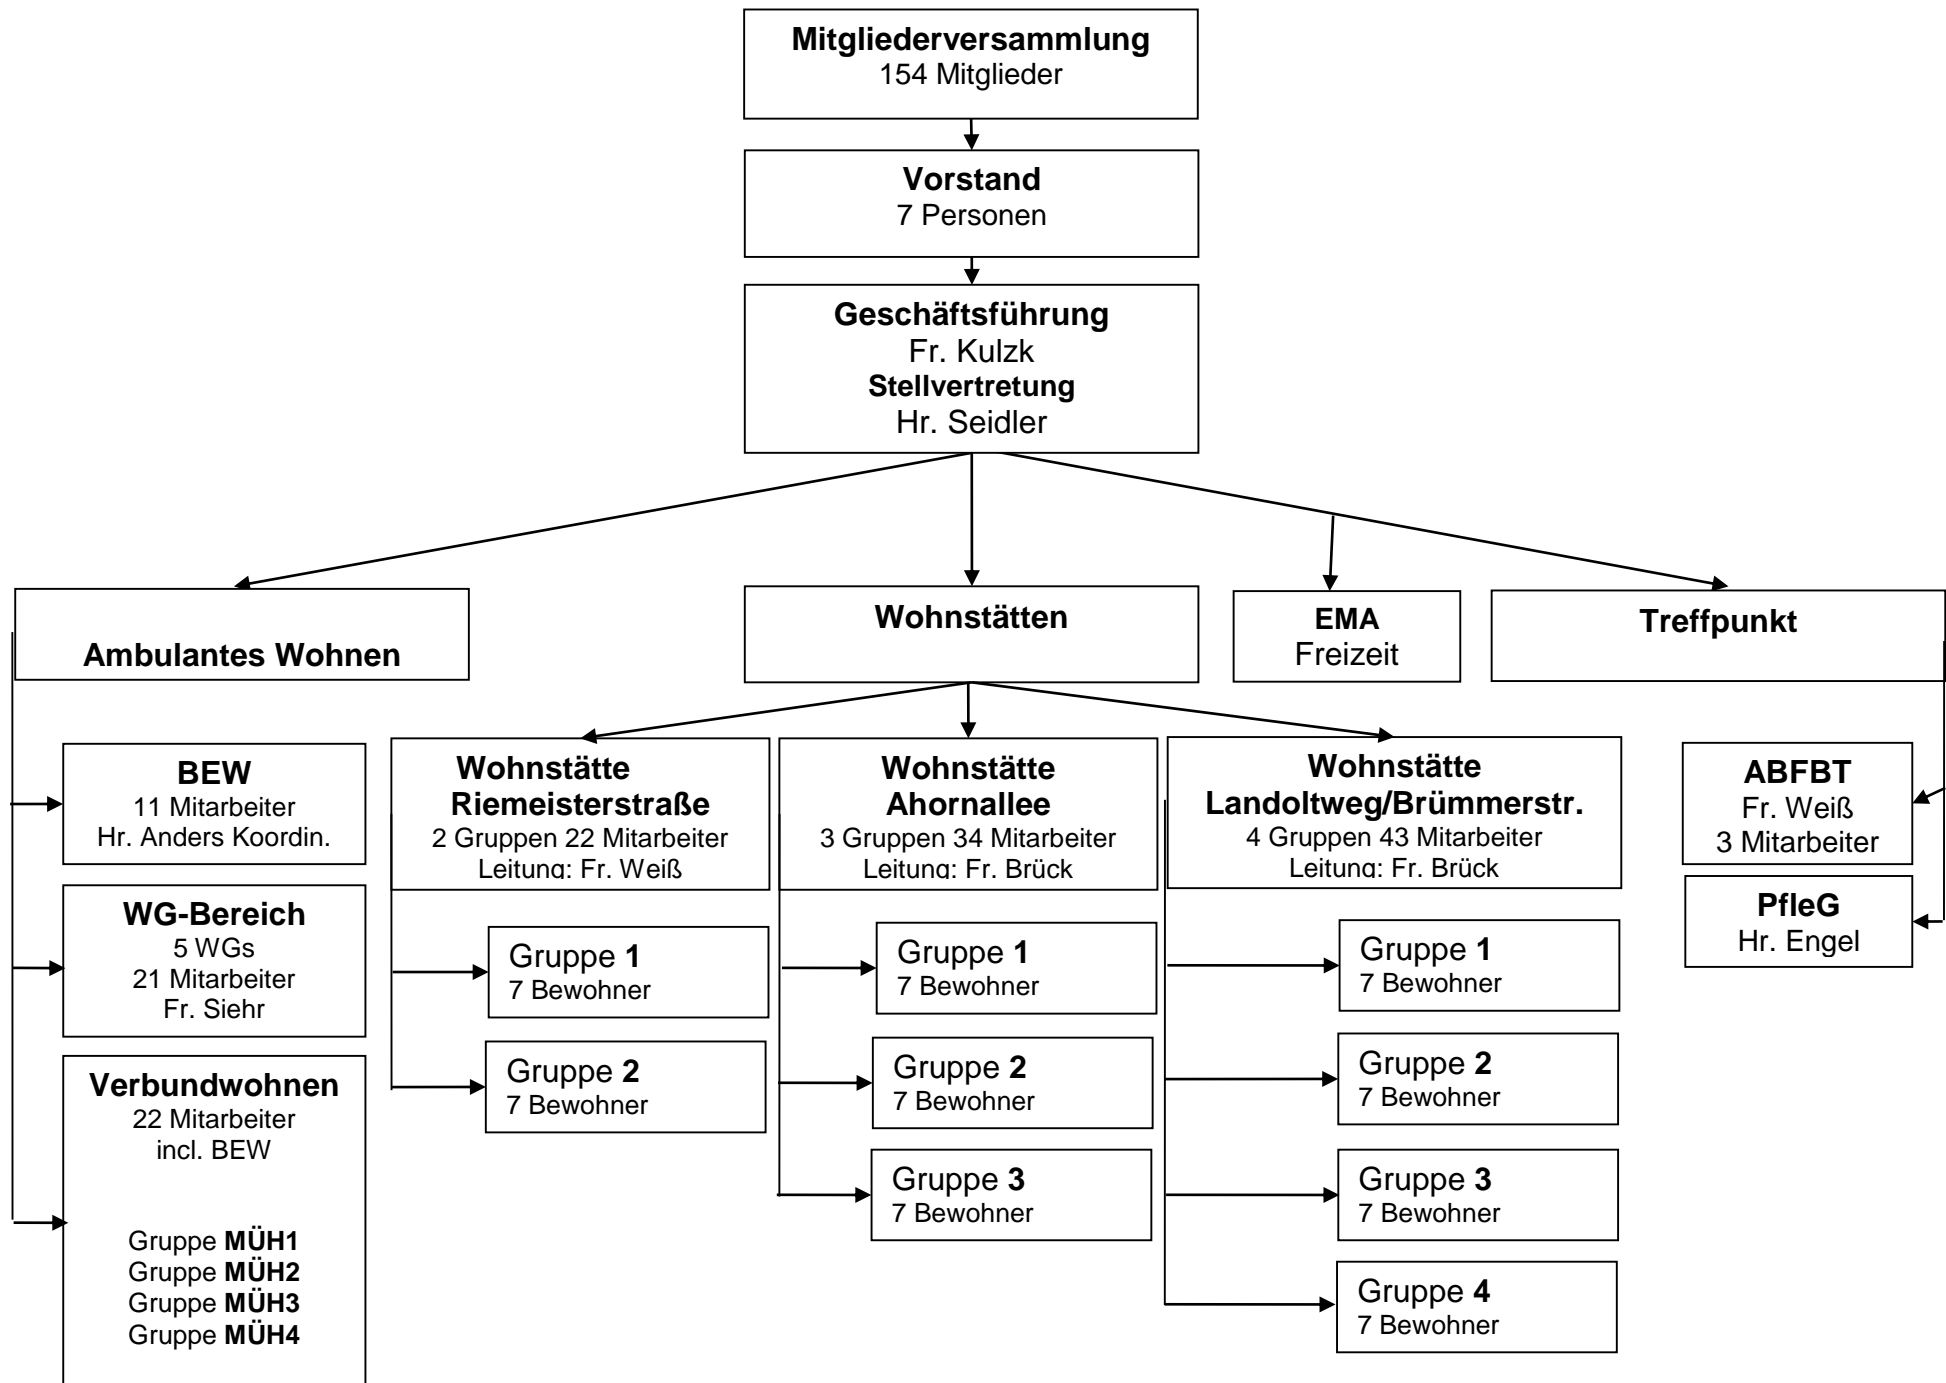 Mitgliederversammlung
154 Mitglieder
Vorstand
7 Personen
Geschäftsführung
Fr. Kulzk
Stellvertretung
Hr. Seidler
Ambulantes Wohnen
Wohnstätten
EMA
Freizeit
Treffpunkt
BEW
11 Mitarbeiter
Hr. Anders Koordin.
WG-Bereich
5 WGs
21 Mitarbeiter
Fr. Siehr
Verbundwohnen
22 Mitarbeiter
incl. BEW
Gruppe MÜH1
Gruppe MÜH2
Gruppe MÜH3
Gruppe MÜH4
Wohnstätte
Riemeisterstraße
2 Gruppen 22 Mitarbeiter
Leitung: Fr. Weiß
Gruppe 1
7 Bewohner
Gruppe 2
7 Bewohner
Wohnstätte
Ahornallee
3 Gruppen 34 Mitarbeiter
Leitung: Fr. Brück
Gruppe 1
7 Bewohner
Gruppe 2
7 Bewohner
Gruppe 3
7 Bewohner
Wohnstätte
Landoltweg/Brümmerstr.
4 Gruppen 43 Mitarbeiter
Leitung: Fr. Brück
Gruppe 1
7 Bewohner
Gruppe 2
7 Bewohner
Gruppe 3
7 Bewohner
Gruppe 4
7 Bewohner
ABFBT
Fr. Weiß
3 Mitarbeiter
PfleG
Hr. Engel